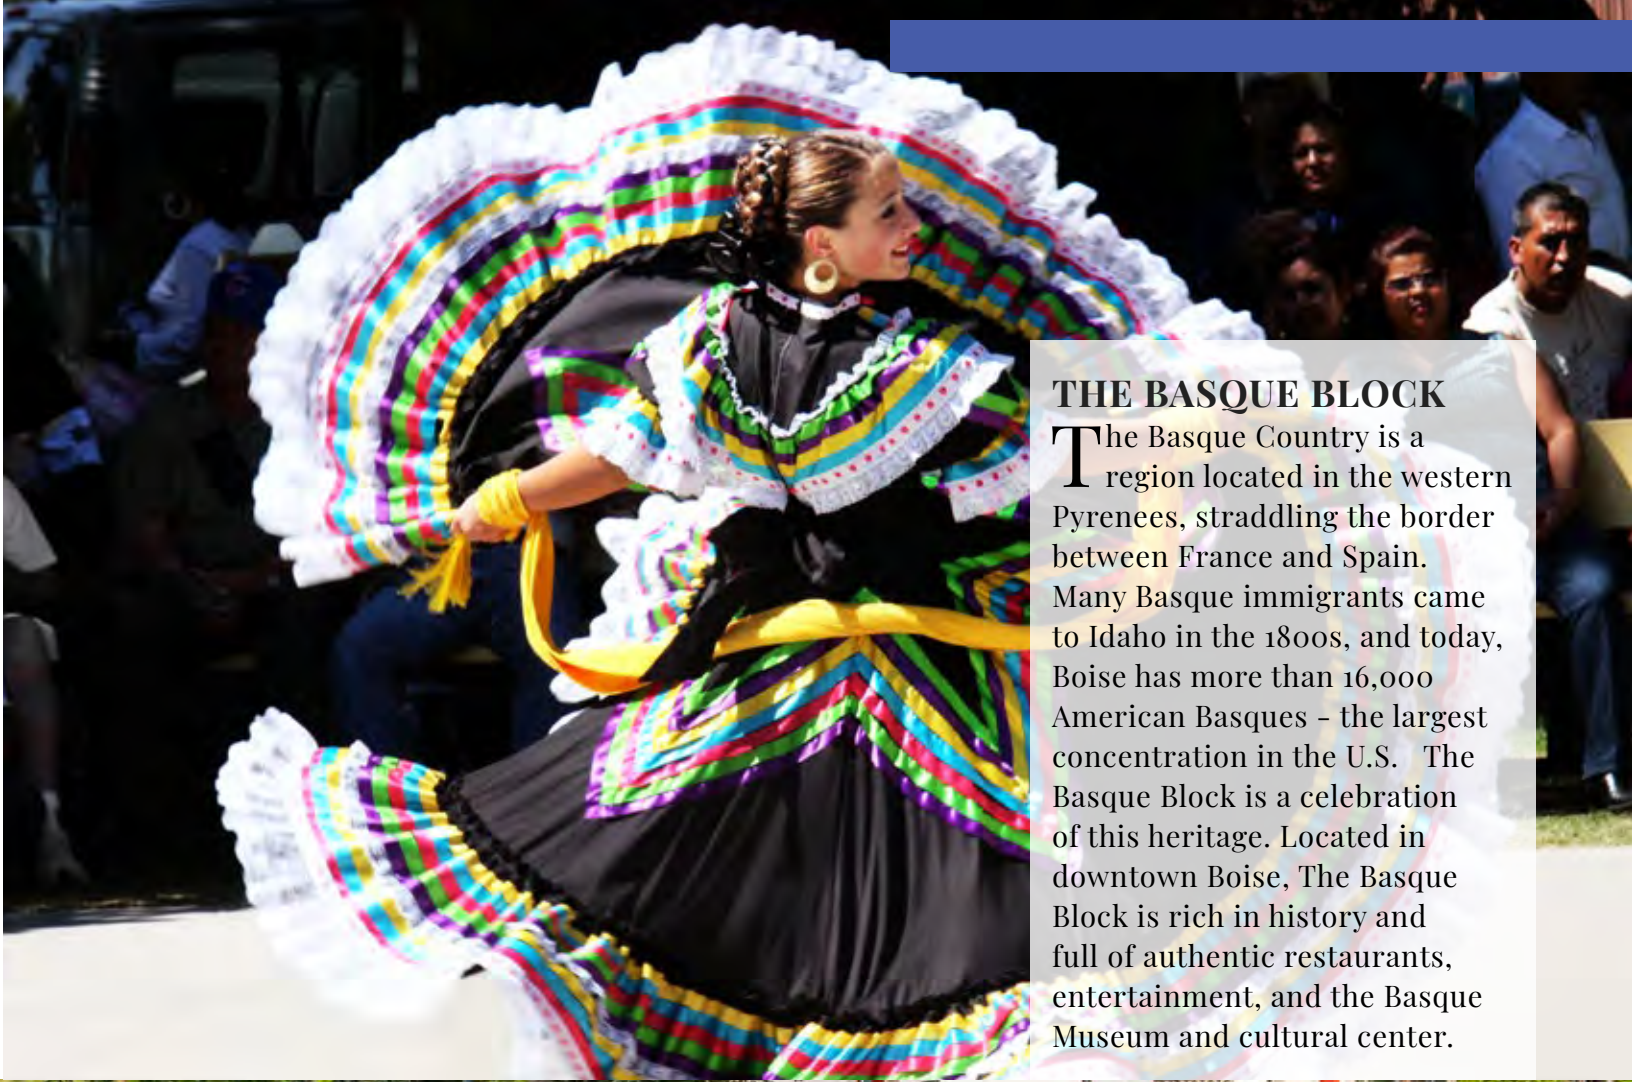 THE BASQUE BLOCK
The Basque Country is a
region located in the western
Pyrenees, straddling the border
between France and Spain.
Many Basque immigrants came
to Idaho in the 1800s, and today,
Boise has more than 16,000
American Basques - the largest
concentration in the U.S.   The
Basque Block is a celebration
of this heritage. Located in
downtown Boise, The Basque
Block is rich in history and
full of authentic restaurants,
entertainment, and the Basque
Museum and cultural center.